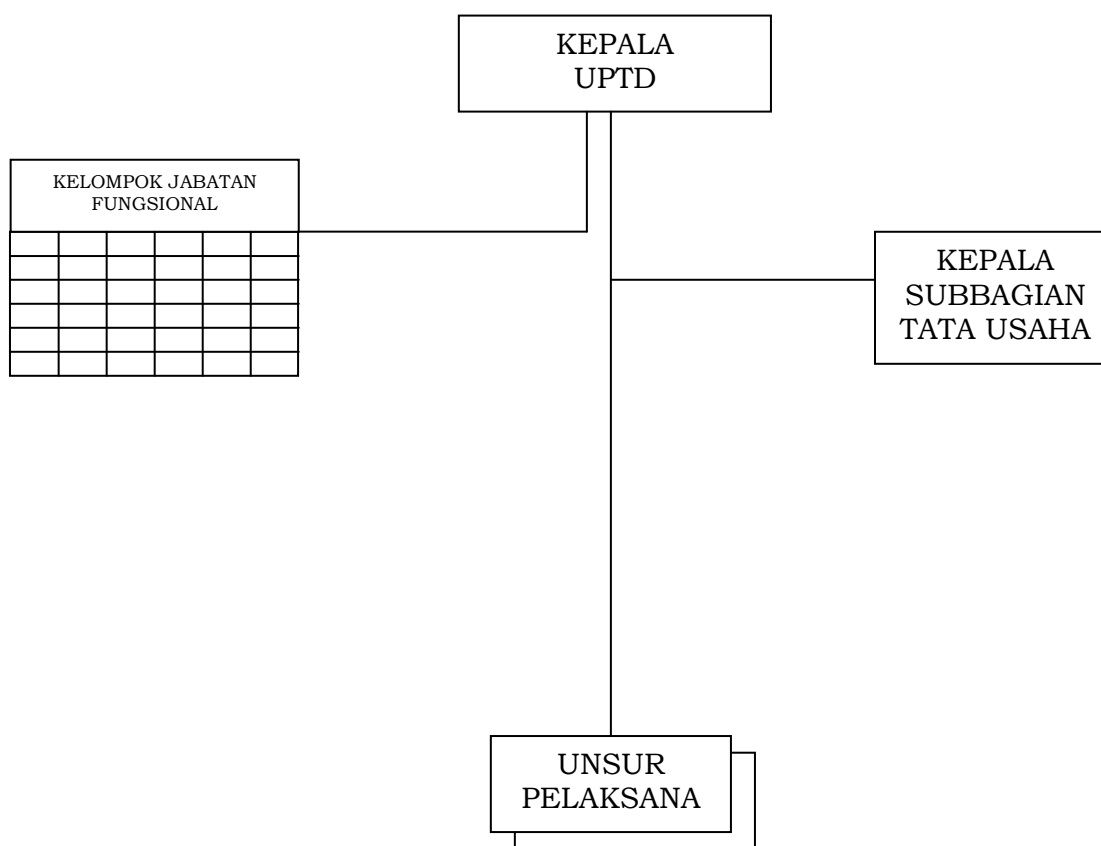 KEPALA
UPTD
KELOMPOK JABATAN
FUNGSIONAL
KEPALA
SUBBAGIAN
TATA USAHA
UNSUR
PELAKSANA